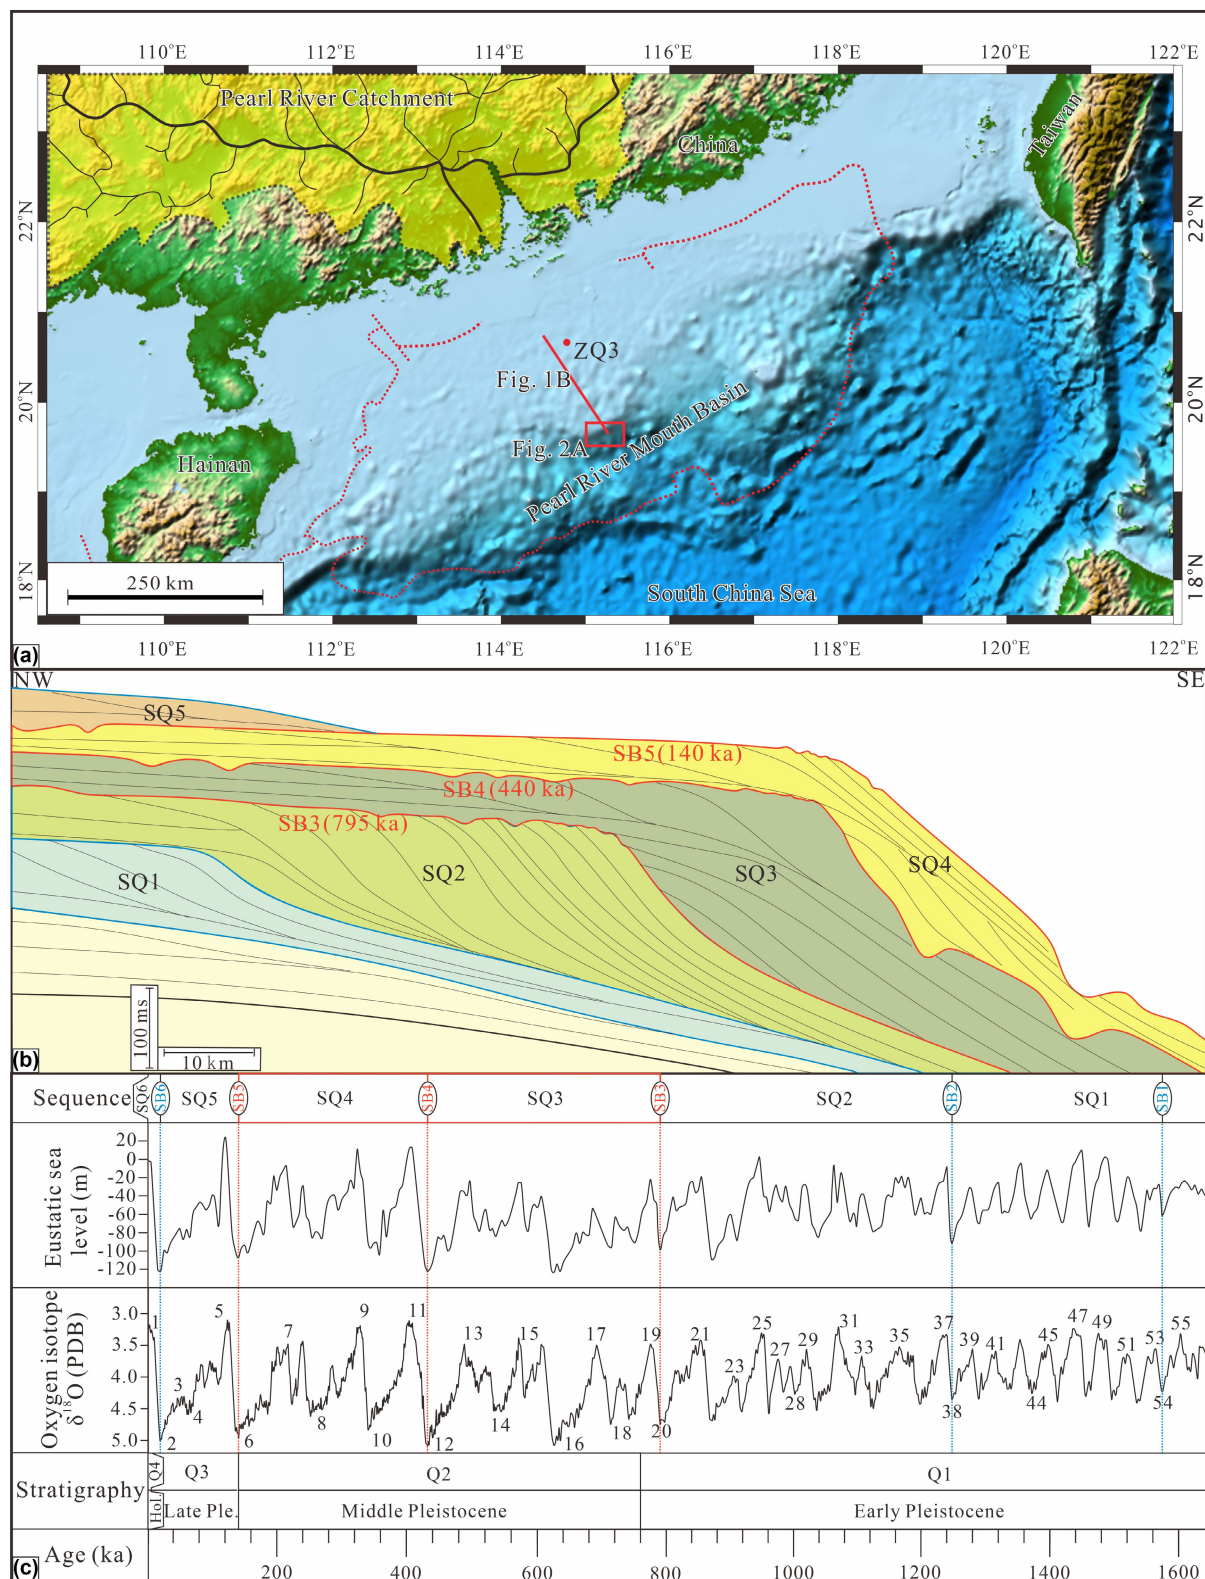 110°E 112°E 114°E 116°E 118°E 120°E 122°E
Pearl River Catchment
China
Taiwan
22°N 22°N
ZQ3
Fig. 1B
20°N 20°N
Fig. 2A
Pearl River Mouth Basin
Hainan
18°N 18°N
250 km
South China Sea
(a)
110°E 112°E 114°E 116°E 118°E 120°E 122°E
NW SE
SQ5
SB5(140 ka)
SB4(440 ka)
SB3(795 ka)
SQ1 SQ2 SQ3 SQ4
100 ms
10 km
(b)
Sequence SQ6 SB6 SQ5 SB5 SQ4 SB4 SQ3 SB3 SQ2 SB2 SQ1 SB1
Eustatic sea
level (m)
20
0
-20
-40
-60
-80
-100
-120
Oxygen isotope
δ¹⁸O (PDB)
3.0
3.5
4.0
4.5
5.0
1 3 5 7 9 11 13 15 17 19 21 23 25 27 29 31 33 35 37 39 41 45 47 49 51 53 55
2 4 6 8 10 12 14 16 18 20 28 38 44 54
Stratigraphy
Q4 Q3 Q2 Q1
Hol. Late Ple. Middle Pleistocene Early Pleistocene
(c)
Age (ka) 200 400 600 800 1000 1200 1400 1600